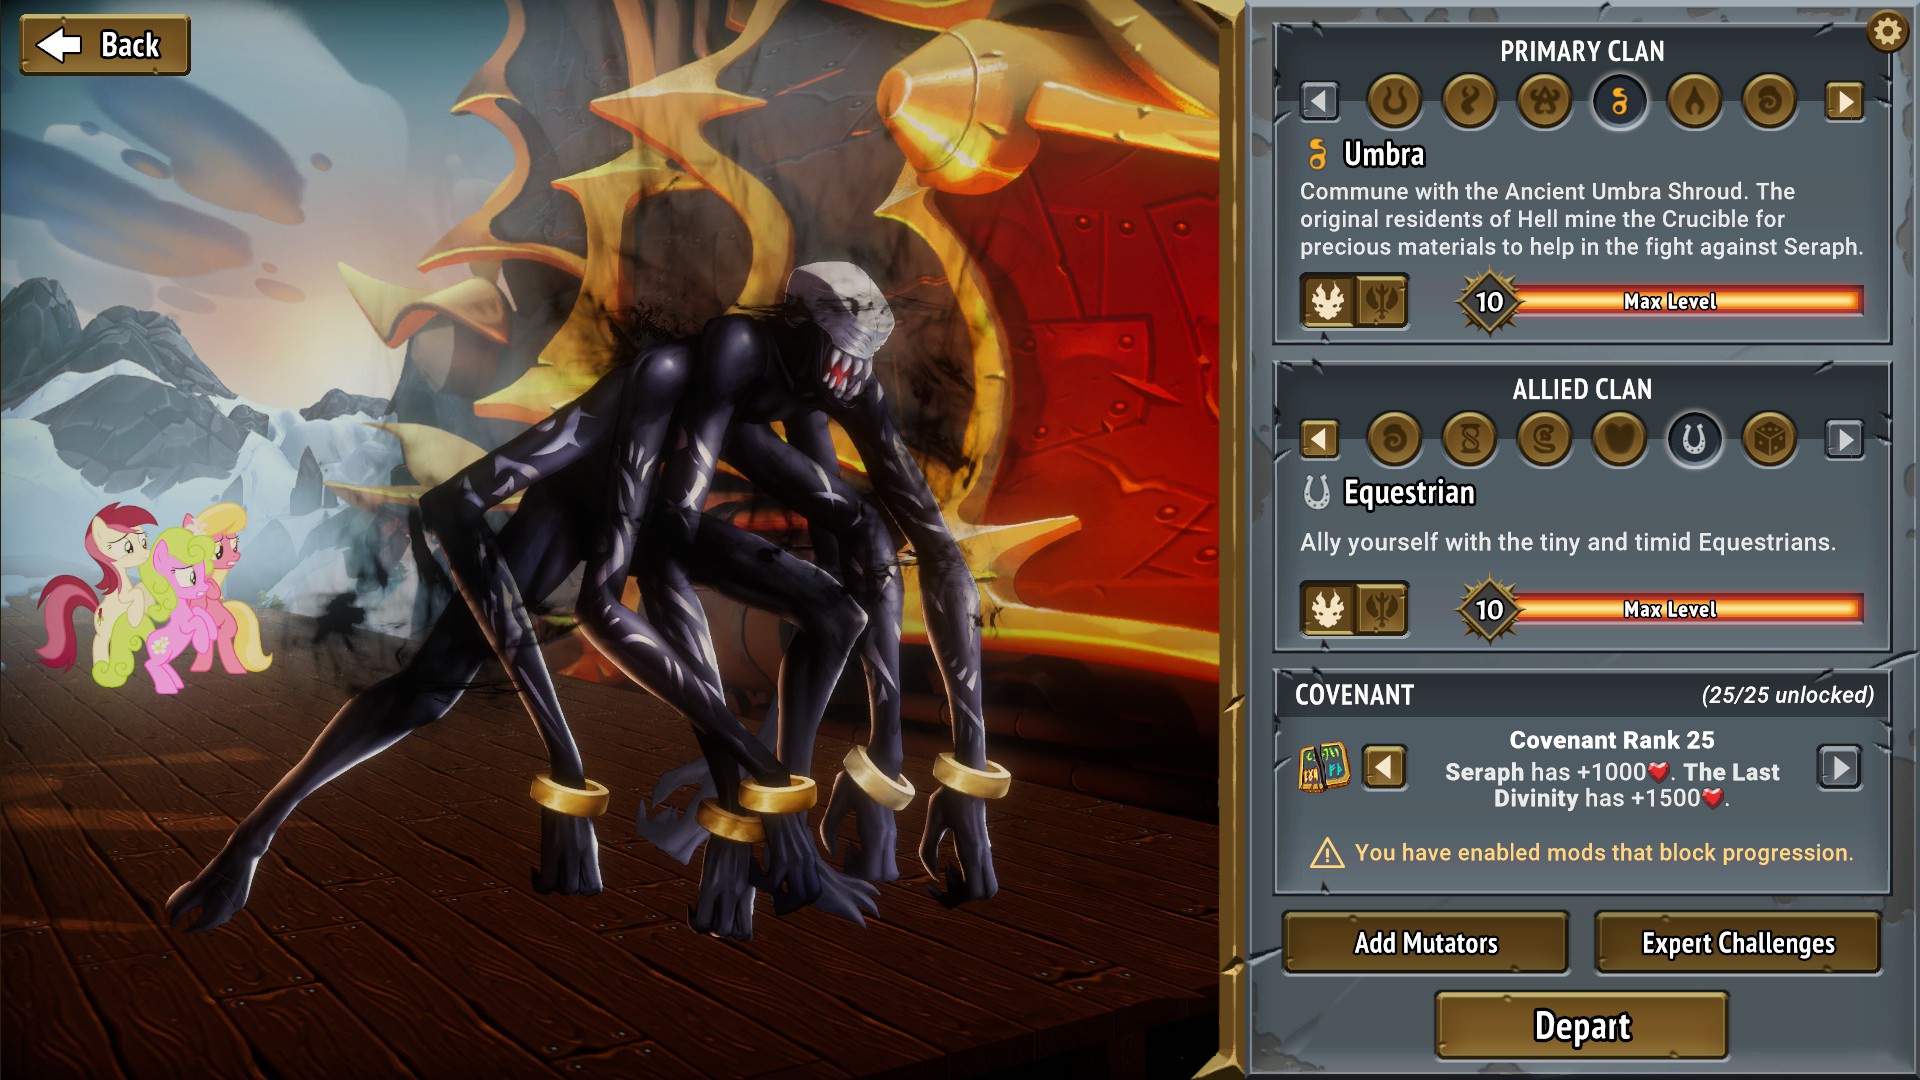 Back
PRIMARY CLAN
Umbra
Commune with the Ancient Umbra Shroud. The
original residents of Hell mine the Crucible for
precious materials to help in the fight against Seraph.
10
Max Level
ALLIED CLAN
Equestrian
Ally yourself with the tiny and timid Equestrians.
10
Max Level
COVENANT
(25/25 unlocked)
Covenant Rank 25
Seraph has +1000❤. The Last
Divinity has +1500❤.
You have enabled mods that block progression.
Add Mutators
Expert Challenges
Depart